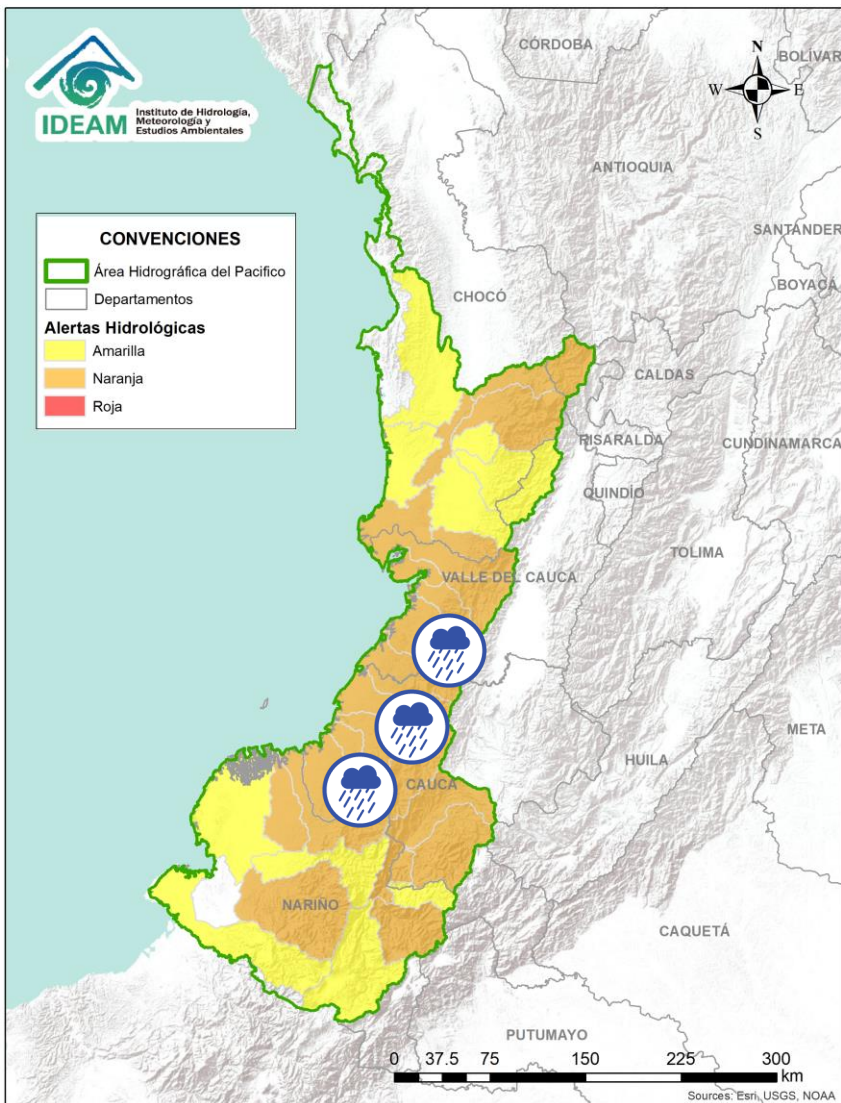 IDEAM
Instituto de Hidrología,
Meteorología y
Estudios Ambientales
CÓRDOBA
BOLÍVAR
N
W
E
S
ANTIOQUIA
SANTANDER
BOYACÁ
CONVENCIONES
Área Hidrográfica del Pacifico
Departamentos
Alertas Hidrológicas
Amarilla
Naranja
Roja
CHOCÓ
CALDAS
RISARALDA
CUNDINAMARCA
QUINDÍO
TOLIMA
VALLE DEL CAUCA
META
HUILA
CAUCA
NARIÑO
CAQUETÁ
PUTUMAYO
0 37.5 75 150 225 300
km
Sources: Esri, USGS, NOAA